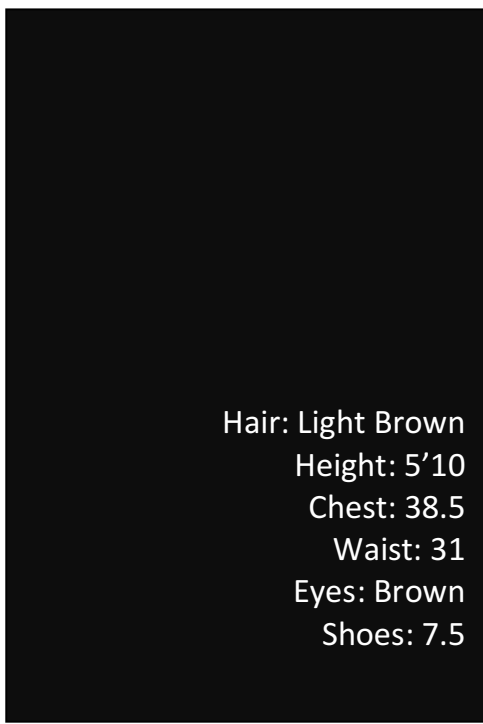 Hair: Light Brown
Height: 5’10
Chest: 38.5
Waist: 31
Eyes: Brown
Shoes: 7.5